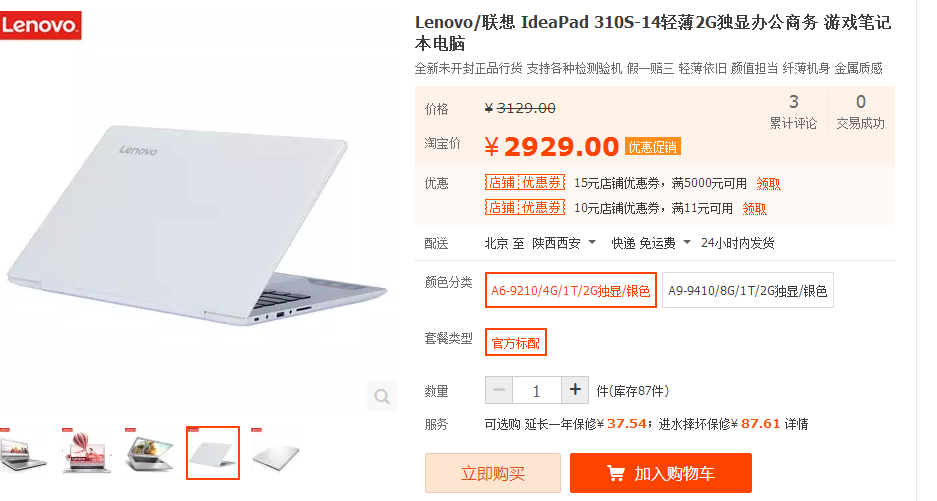 Lenovo
Lenovo
Lenovo/联想 IdeaPad 310S-14轻薄2G独显办公商务 游戏笔记
本电脑
全新未开封正品行货 支持各种检测验机 假一赔三 轻薄依旧 颜值担当 纤薄机身 金属质感
价格 ¥ 3129.00
3 累计评论
0 交易成功
淘宝价 ¥ 2929.00 优惠促销
优惠 店铺 优惠券 15元店铺优惠券，满5000元可用 领取
店铺 优惠券 10元店铺优惠券，满11元可用 领取
配送 北京 至 陕西西安 快递 免运费 24小时内发货
颜色分类 A6-9210/4G/1T/2G独显/银色 A9-9410/8G/1T/2G独显/银色
套餐类型 官方标配
数量 − 1 + 件(库存87件)
服务 可选购 延长一年保修¥ 37.54；进水摔坏保修¥ 87.61 详情
立即购买 加入购物车